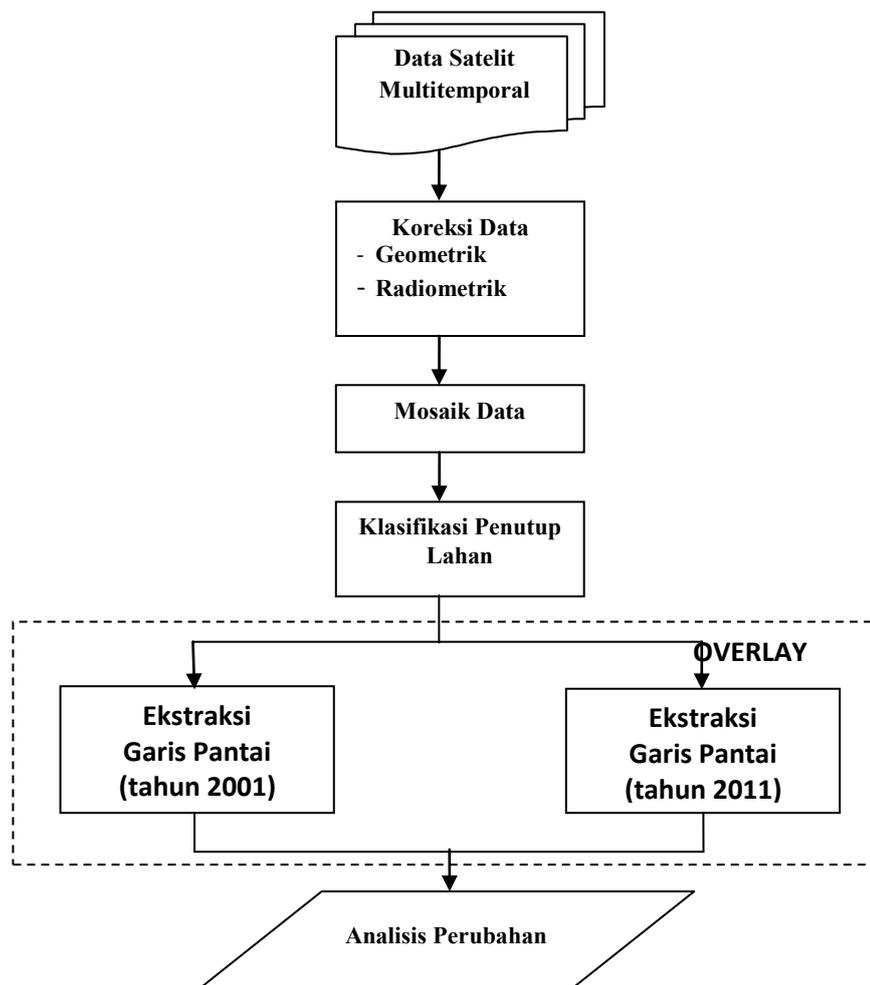 Data Satelit
Multitemporal
Koreksi Data
- Geometrik
- Radiometrik
Mosaik Data
Klasifikasi Penutup
Lahan
OVERLAY
Ekstraksi
Garis Pantai
(tahun 2001)
Ekstraksi
Garis Pantai
(tahun 2011)
Analisis Perubahan